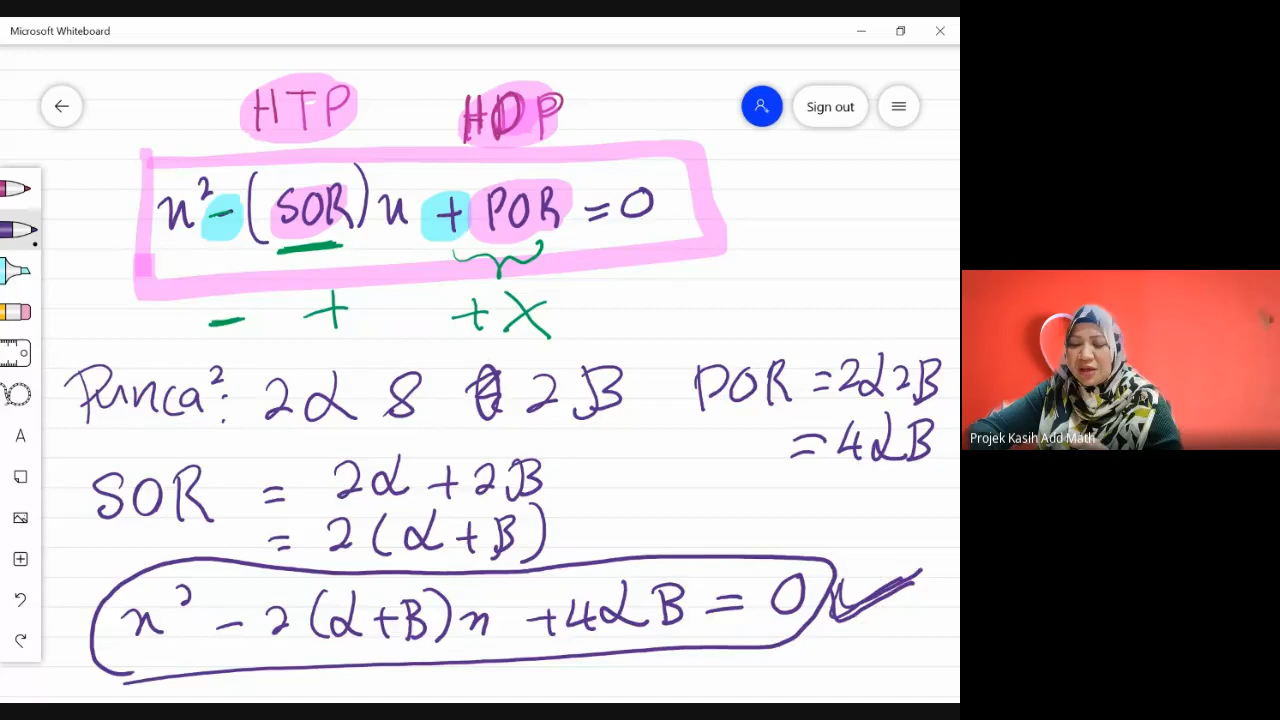 Microsoft Whiteboard
Sign out
HTP HDP
x² - (SOR)x + POR = 0
- + + ×
Punca²: 2α & 2β
POR = 2α2β
= 4αβ
SOR = 2α + 2β
= 2(α+β)
x² - 2(α+β)x + 4αβ = 0
A
Projek Kasih Add Math